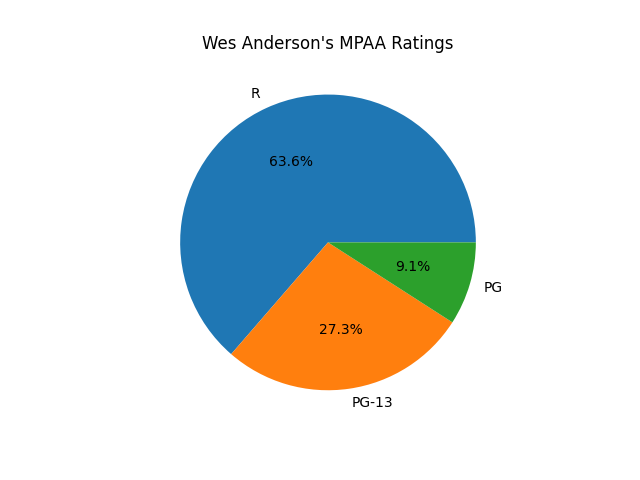 Wes Anderson's MPAA Ratings
R
63.6%
9.1%
PG
27.3%
PG-13